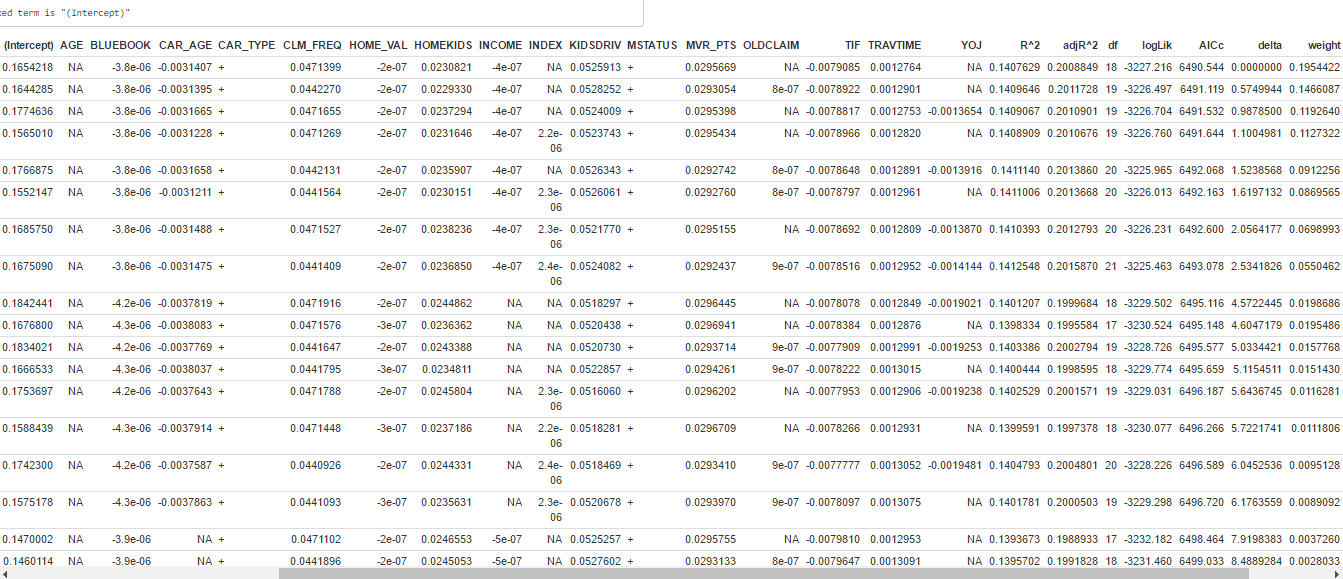 ked term is "(Intercept)"
(Intercept) AGE BLUEBOOK CAR_AGE CAR_TYPE CLM_FREQ HOME_VAL HOMEKIDS INCOME INDEX KIDSDRIV MSTATUS MVR_PTS OLDCLAIM TIF TRAVTIME YOJ R^2 adjR^2 df logLik AICc delta weight
0.1654218 NA -3.8e-06 -0.0031407 + 0.0471399 -2e-07 0.0230821 -4e-07 NA 0.0525913 + 0.0295669 NA -0.0079085 0.0012764 NA 0.1407629 0.2008849 18 -3227.216 6490.544 0.0000000 0.1954422
0.1644285 NA -3.8e-06 -0.0031395 + 0.0442270 -2e-07 0.0229330 -4e-07 NA 0.0528252 + 0.0293054 8e-07 -0.0078922 0.0012901 NA 0.1409646 0.2011728 19 -3226.497 6491.119 0.5749944 0.1466087
0.1774636 NA -3.8e-06 -0.0031665 + 0.0471655 -2e-07 0.0237294 -4e-07 NA 0.0524009 + 0.0295398 NA -0.0078817 0.0012753 -0.0013654 0.1409067 0.2010901 19 -3226.704 6491.532 0.9878500 0.1192640
0.1565010 NA -3.8e-06 -0.0031228 + 0.0471269 -2e-07 0.0231646 -4e-07 2.2e- 0.0523743 + 0.0295434 NA -0.0078966 0.0012820 NA 0.1408909 0.2010676 19 -3226.760 6491.644 1.1004981 0.1127322
06
0.1766875 NA -3.8e-06 -0.0031658 + 0.0442131 -2e-07 0.0235907 -4e-07 NA 0.0526343 + 0.0292742 8e-07 -0.0078648 0.0012891 -0.0013916 0.1411140 0.2013860 20 -3225.965 6492.068 1.5238568 0.0912256
0.1552147 NA -3.8e-06 -0.0031211 + 0.0441564 -2e-07 0.0230151 -4e-07 2.3e- 0.0526061 + 0.0292760 8e-07 -0.0078797 0.0012961 NA 0.1411006 0.2013668 20 -3226.013 6492.163 1.6197132 0.0869565
06
0.1685750 NA -3.8e-06 -0.0031488 + 0.0471527 -2e-07 0.0238236 -4e-07 2.3e- 0.0521770 + 0.0295155 NA -0.0078692 0.0012809 -0.0013870 0.1410393 0.2012793 20 -3226.231 6492.600 2.0564177 0.0698993
06
0.1675090 NA -3.8e-06 -0.0031475 + 0.0441409 -2e-07 0.0236850 -4e-07 2.4e- 0.0524082 + 0.0292437 9e-07 -0.0078516 0.0012952 -0.0014144 0.1412548 0.2015870 21 -3225.463 6493.078 2.5341826 0.0550462
06
0.1842441 NA -4.2e-06 -0.0037819 + 0.0471916 -2e-07 0.0244862 NA NA 0.0518297 + 0.0296445 NA -0.0078078 0.0012849 -0.0019021 0.1401207 0.1999684 18 -3229.502 6495.116 4.5722445 0.0198686
0.1676800 NA -4.3e-06 -0.0038083 + 0.0471576 -3e-07 0.0236362 NA NA 0.0520438 + 0.0296941 NA -0.0078384 0.0012876 NA 0.1398334 0.1995584 17 -3230.524 6495.148 4.6047179 0.0195486
0.1834021 NA -4.2e-06 -0.0037769 + 0.0441647 -2e-07 0.0243388 NA NA 0.0520730 + 0.0293714 9e-07 -0.0077909 0.0012991 -0.0019253 0.1403386 0.2002794 19 -3228.726 6495.577 5.0334421 0.0157768
0.1666533 NA -4.3e-06 -0.0038037 + 0.0441795 -3e-07 0.0234811 NA NA 0.0522857 + 0.0294261 9e-07 -0.0078222 0.0013015 NA 0.1400444 0.1998595 18 -3229.774 6495.659 5.1154511 0.0151430
0.1753697 NA -4.2e-06 -0.0037643 + 0.0471788 -2e-07 0.0245804 NA 2.3e- 0.0516060 + 0.0296202 NA -0.0077953 0.0012906 -0.0019238 0.1402529 0.2001571 19 -3229.031 6496.187 5.6436745 0.0116281
06
0.1588439 NA -4.3e-06 -0.0037914 + 0.0471448 -3e-07 0.0237186 NA 2.2e- 0.0518281 + 0.0296709 NA -0.0078266 0.0012931 NA 0.1399591 0.1997378 18 -3230.077 6496.266 5.7221741 0.0111806
06
0.1742300 NA -4.2e-06 -0.0037587 + 0.0440926 -2e-07 0.0244331 NA 2.4e- 0.0518469 + 0.0293410 9e-07 -0.0077777 0.0013052 -0.0019481 0.1404793 0.2004801 20 -3228.226 6496.589 6.0452536 0.0095128
06
0.1575178 NA -4.3e-06 -0.0037863 + 0.0441093 -3e-07 0.0235631 NA 2.3e- 0.0520678 + 0.0293970 9e-07 -0.0078097 0.0013075 NA 0.1401781 0.2000503 19 -3229.298 6496.720 6.1763559 0.0089092
06
0.1470002 NA -3.9e-06 NA + 0.0471102 -2e-07 0.0246553 -5e-07 NA 0.0525257 + 0.0295755 NA -0.0079810 0.0012953 NA 0.1393673 0.1988933 17 -3232.182 6498.464 7.9198383 0.0037260
0.1460114 NA -3.9e-06 NA + 0.0441896 -2e-07 0.0245053 -5e-07 NA 0.0527602 + 0.0293133 8e-07 -0.0079647 0.0013091 NA 0.1395702 0.1991828 18 -3231.460 6499.033 8.4889284 0.0028033